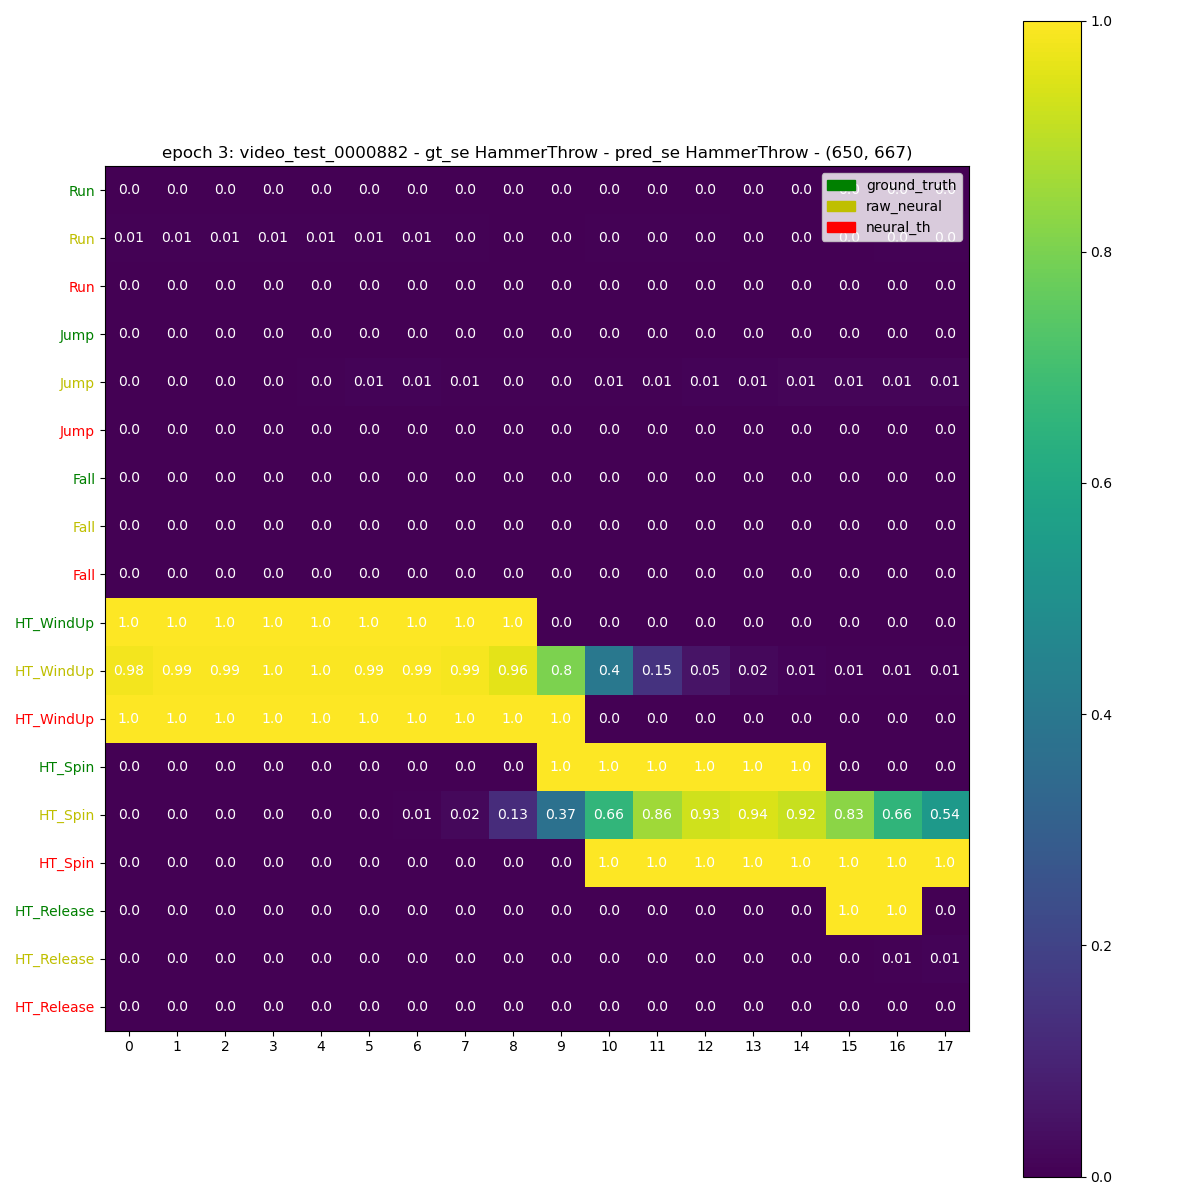 epoch 3: video_test_0000882 - gt_se HammerThrow - pred_se HammerThrow - (650, 667)
ground_truth
raw_neural
neural_th
Run 0.0 0.0 0.0 0.0 0.0 0.0 0.0 0.0 0.0 0.0 0.0 0.0 0.0 0.0 0.0 0.0 0.0 0.0
Run 0.01 0.01 0.01 0.01 0.01 0.01 0.01 0.0 0.0 0.0 0.0 0.0 0.0 0.0 0.0 0.0 0.0 0.0
Run 0.0 0.0 0.0 0.0 0.0 0.0 0.0 0.0 0.0 0.0 0.0 0.0 0.0 0.0 0.0 0.0 0.0 0.0
Jump 0.0 0.0 0.0 0.0 0.0 0.0 0.0 0.0 0.0 0.0 0.0 0.0 0.0 0.0 0.0 0.0 0.0 0.0
Jump 0.0 0.0 0.0 0.0 0.0 0.01 0.01 0.01 0.0 0.0 0.01 0.01 0.01 0.01 0.01 0.01 0.01 0.01
Jump 0.0 0.0 0.0 0.0 0.0 0.0 0.0 0.0 0.0 0.0 0.0 0.0 0.0 0.0 0.0 0.0 0.0 0.0
Fall 0.0 0.0 0.0 0.0 0.0 0.0 0.0 0.0 0.0 0.0 0.0 0.0 0.0 0.0 0.0 0.0 0.0 0.0
Fall 0.0 0.0 0.0 0.0 0.0 0.0 0.0 0.0 0.0 0.0 0.0 0.0 0.0 0.0 0.0 0.0 0.0 0.0
Fall 0.0 0.0 0.0 0.0 0.0 0.0 0.0 0.0 0.0 0.0 0.0 0.0 0.0 0.0 0.0 0.0 0.0 0.0
HT_WindUp 1.0 1.0 1.0 1.0 1.0 1.0 1.0 1.0 1.0 0.0 0.0 0.0 0.0 0.0 0.0 0.0 0.0 0.0
HT_WindUp 0.98 0.99 0.99 1.0 1.0 0.99 0.99 0.99 0.96 0.8 0.4 0.15 0.05 0.02 0.01 0.01 0.01 0.01
HT_WindUp 1.0 1.0 1.0 1.0 1.0 1.0 1.0 1.0 1.0 1.0 0.0 0.0 0.0 0.0 0.0 0.0 0.0 0.0
HT_Spin 0.0 0.0 0.0 0.0 0.0 0.0 0.0 0.0 0.0 1.0 1.0 1.0 1.0 1.0 1.0 0.0 0.0 0.0
HT_Spin 0.0 0.0 0.0 0.0 0.0 0.0 0.01 0.02 0.13 0.37 0.66 0.86 0.93 0.94 0.92 0.83 0.66 0.54
HT_Spin 0.0 0.0 0.0 0.0 0.0 0.0 0.0 0.0 0.0 0.0 1.0 1.0 1.0 1.0 1.0 1.0 1.0 1.0
HT_Release 0.0 0.0 0.0 0.0 0.0 0.0 0.0 0.0 0.0 0.0 0.0 0.0 0.0 0.0 0.0 1.0 1.0 0.0
HT_Release 0.0 0.0 0.0 0.0 0.0 0.0 0.0 0.0 0.0 0.0 0.0 0.0 0.0 0.0 0.0 0.0 0.01 0.01
HT_Release 0.0 0.0 0.0 0.0 0.0 0.0 0.0 0.0 0.0 0.0 0.0 0.0 0.0 0.0 0.0 0.0 0.0 0.0
0 1 2 3 4 5 6 7 8 9 10 11 12 13 14 15 16 17
1.0
0.8
0.6
0.4
0.2
0.0